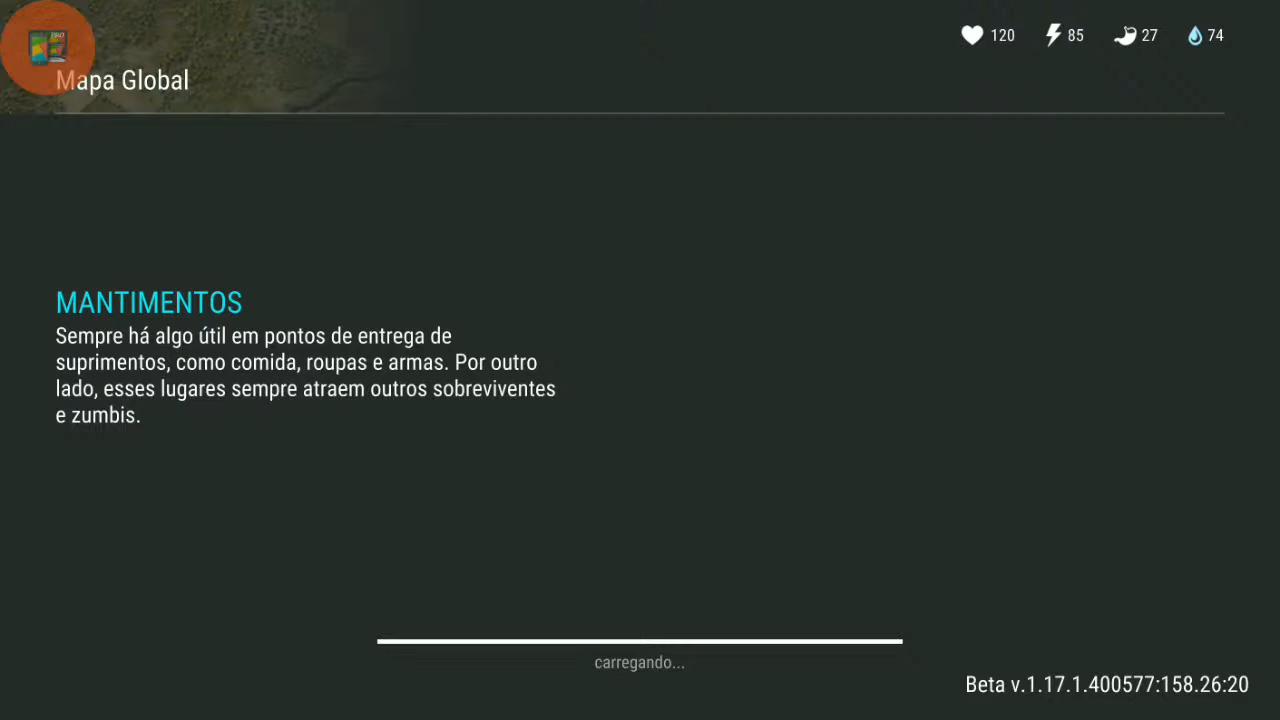 120 85 27 74
Mapa Global
MANTIMENTOS
Sempre há algo útil em pontos de entrega de
suprimentos, como comida, roupas e armas. Por outro
lado, esses lugares sempre atraem outros sobreviventes
e zumbis.
carregando...
Beta v.1.17.1.400577:158.26:20